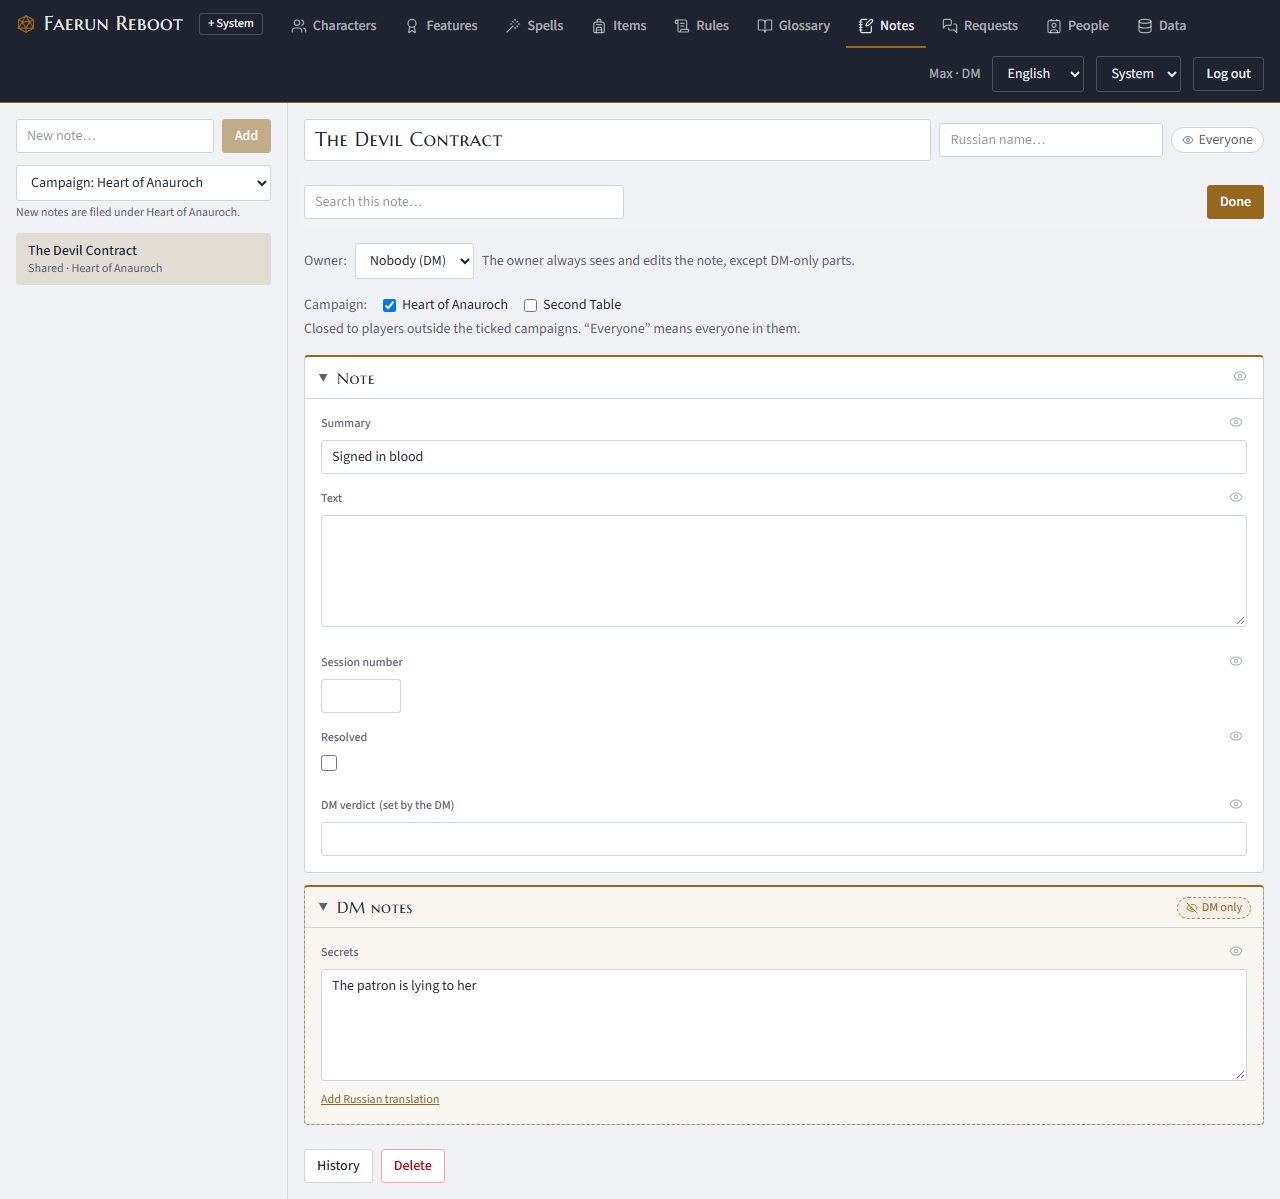 Faerun Reboot
+ System
Characters
Features
Spells
Items
Rules
Glossary
Notes
Requests
People
Data
Max · DM
English
System
Log out
New note…
Add
Campaign: Heart of Anauroch
New notes are filed under Heart of Anauroch.
The Devil Contract
Shared · Heart of Anauroch
The Devil Contract
Russian name…
Everyone
Search this note…
Done
Owner:
Nobody (DM)
The owner always sees and edits the note, except DM-only parts.
Campaign:
Heart of Anauroch
Second Table
Closed to players outside the ticked campaigns. “Everyone” means everyone in them.
Note
Summary
Signed in blood
Text
Session number
Resolved
DM verdict (set by the DM)
DM notes
DM only
Secrets
The patron is lying to her
Add Russian translation
History
Delete